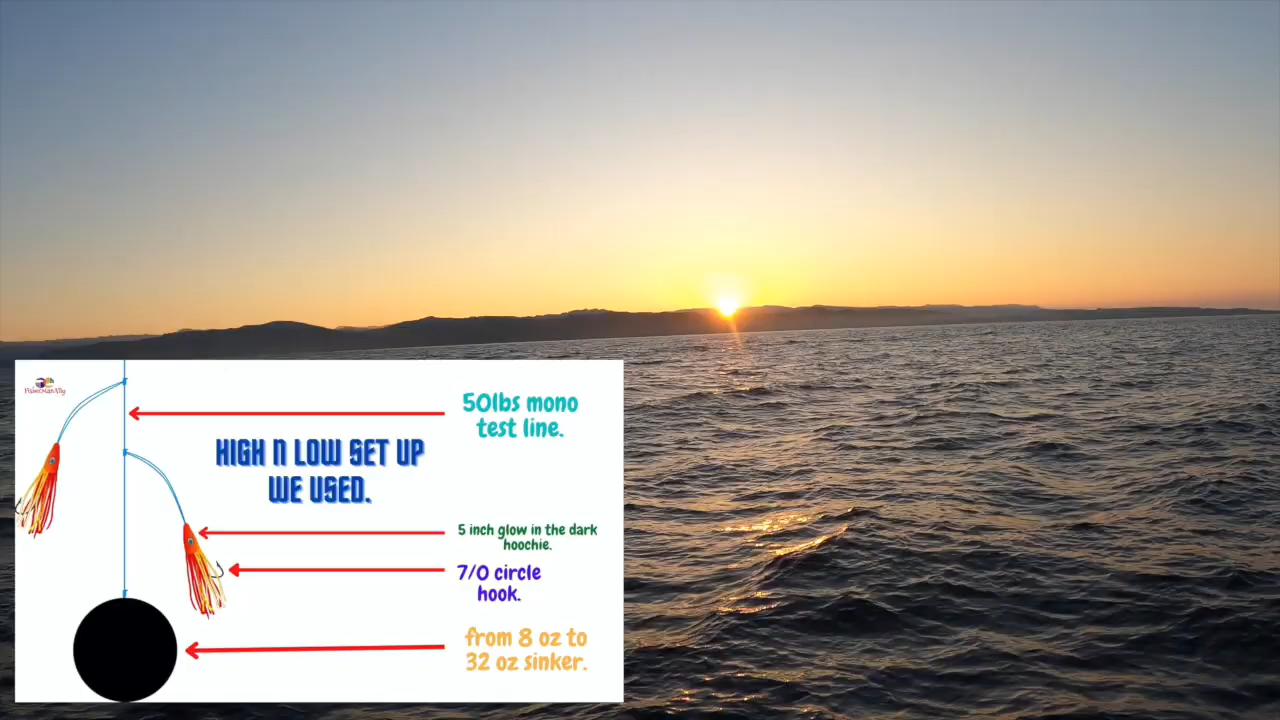 50lbs mono
test line.
HIGH N LOW SET UP
WE USED.
5 inch glow in the dark
hoochie.
7/0 circle
hook.
from 8 oz to
32 oz sinker.